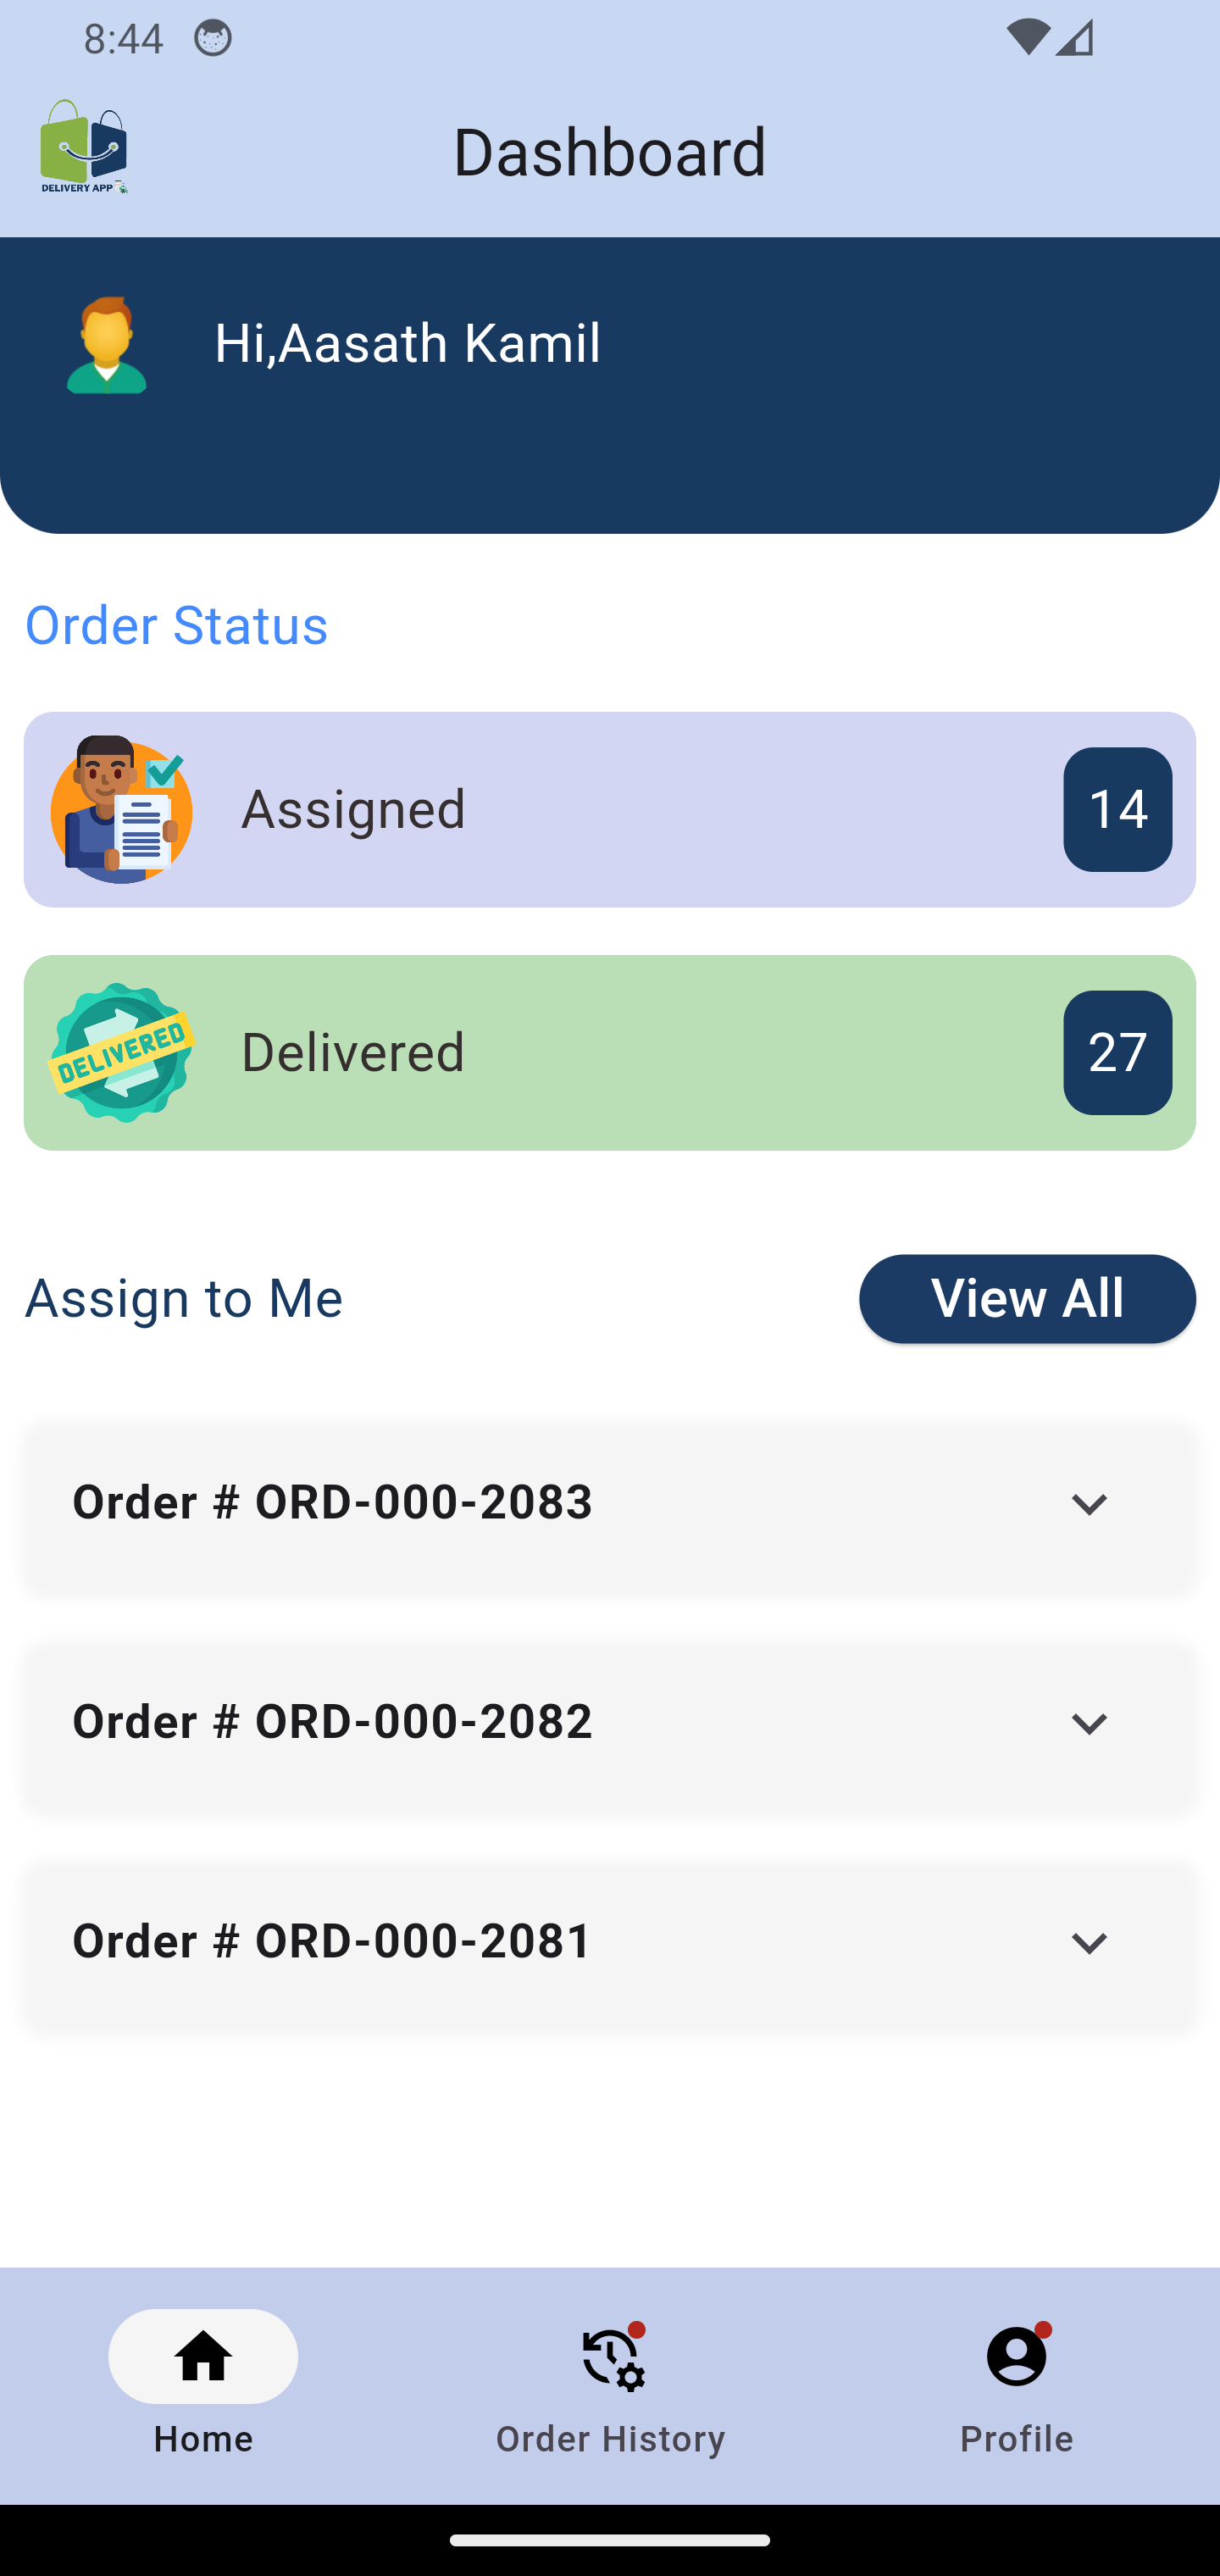 8:44
DELIVERY APP
Dashboard
Hi,Aasath Kamil
Order Status
Assigned
14
DELIVERED
Delivered
27
Assign to Me
View All
Order # ORD-000-2083
Order # ORD-000-2082
Order # ORD-000-2081
Home
Order History
Profile